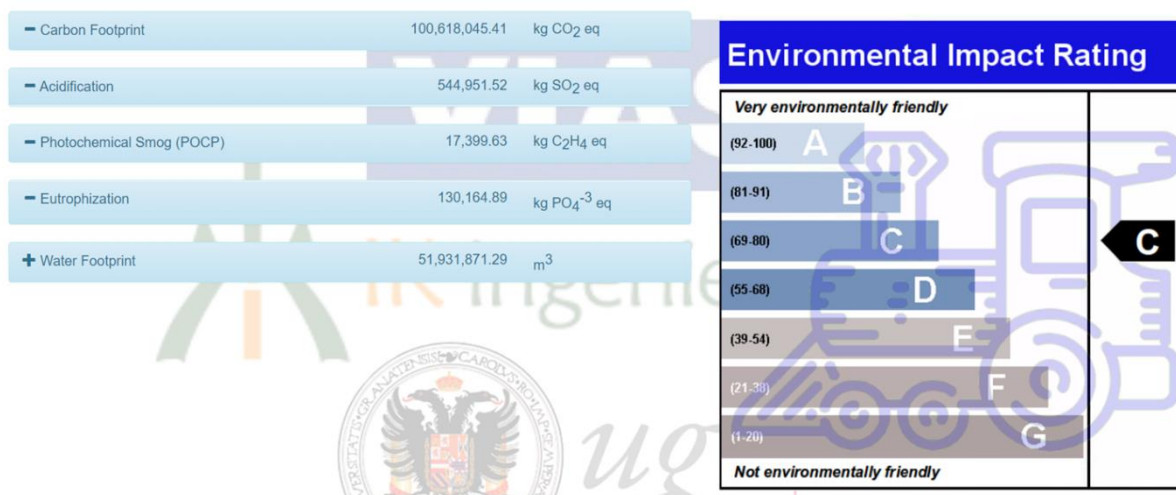 Carbon Footprint 100,618,045.41 kg CO2 eq
Acidification 544,951.52 kg SO2 eq
Photochemical Smog (POCP) 17,399.63 kg C2H4 eq
Eutrophization 130,164.89 kg PO4-3 eq
Water Footprint 51,931,871.29 m3
Environmental Impact Rating
Very environmentally friendly
(92-100) A
(81-91) B
(69-80) C
C
(55-68) D
(39-54) E
(21-38) F
(1-20) G
Not environmentally friendly
ugr